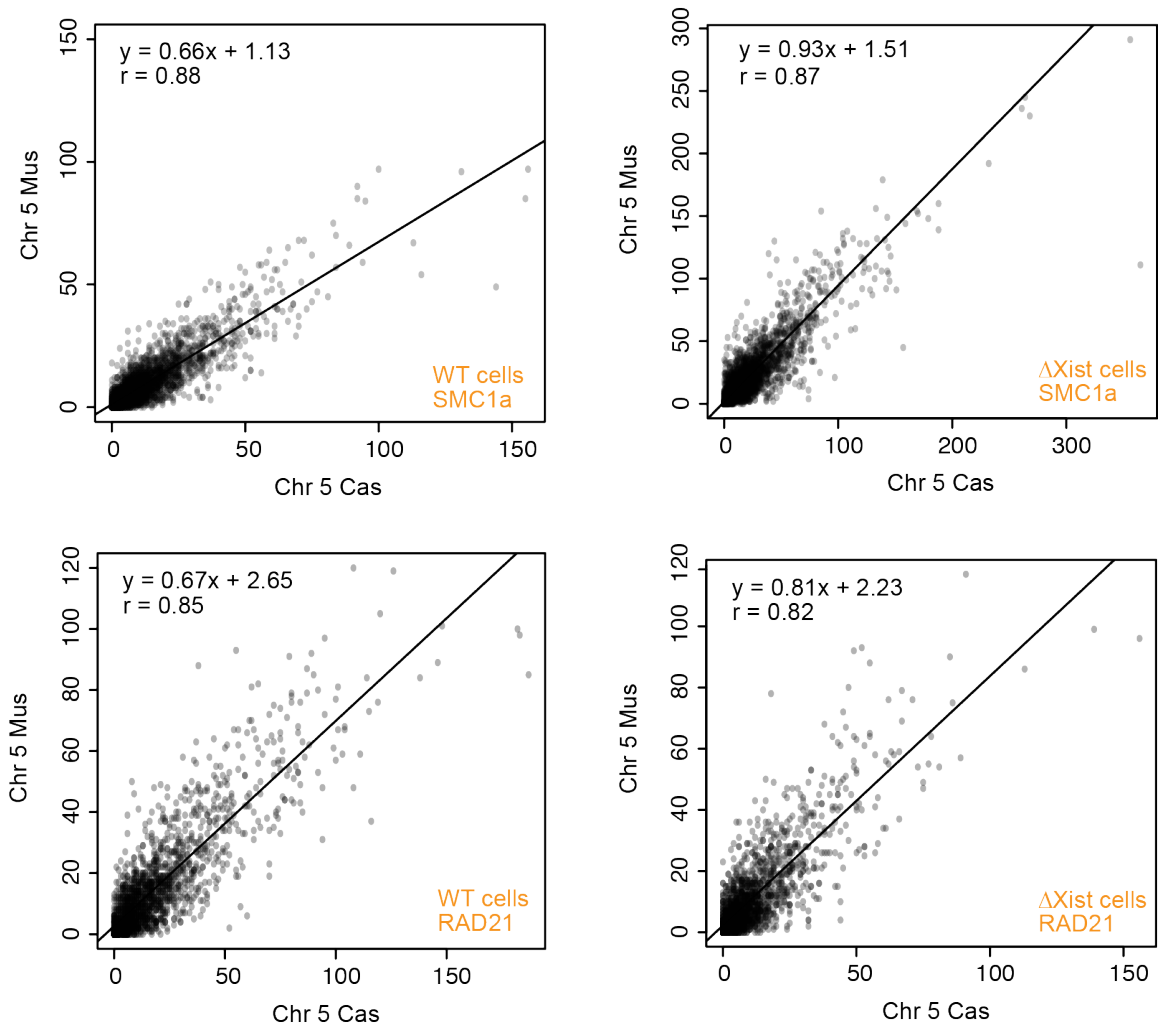 y = 0.66x + 1.13
r = 0.88
150
100
50
0
Chr 5 Mus
WT cells
SMC1a
0 50 100 150
Chr 5 Cas
y = 0.93x + 1.51
r = 0.87
300
250
200
150
100
50
0
Chr 5 Mus
ΔXist cells
SMC1a
0 100 200 300
Chr 5 Cas
y = 0.67x + 2.65
r = 0.85
120
100
80
60
40
20
0
Chr 5 Mus
WT cells
RAD21
0 50 100 150
Chr 5 Cas
y = 0.81x + 2.23
r = 0.82
120
100
80
60
40
20
0
Chr 5 Mus
ΔXist cells
RAD21
0 50 100 150
Chr 5 Cas